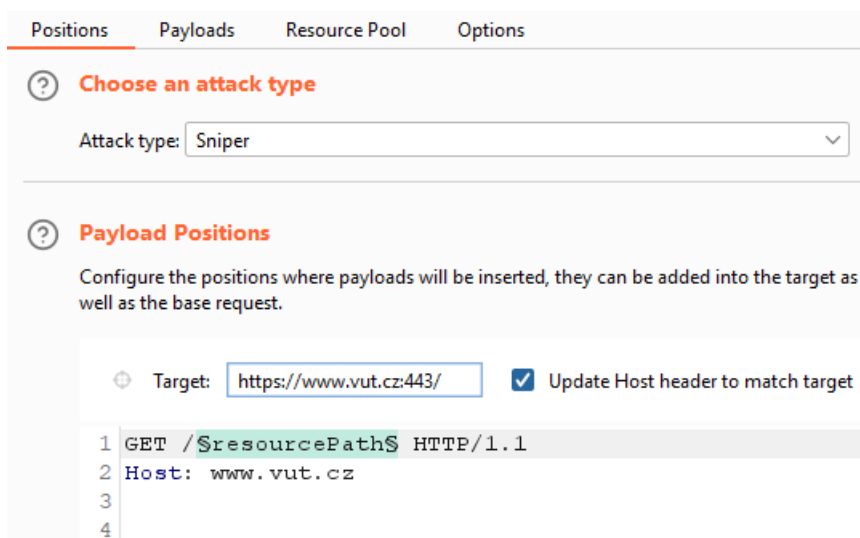 Positions Payloads Resource Pool Options
? Choose an attack type
Attack type: Sniper
? Payload Positions
Configure the positions where payloads will be inserted, they can be added into the target as
well as the base request.
Target: https://www.vut.cz:443/ Update Host header to match target
1 GET /§resourcePath§ HTTP/1.1
2 Host: www.vut.cz
3
4